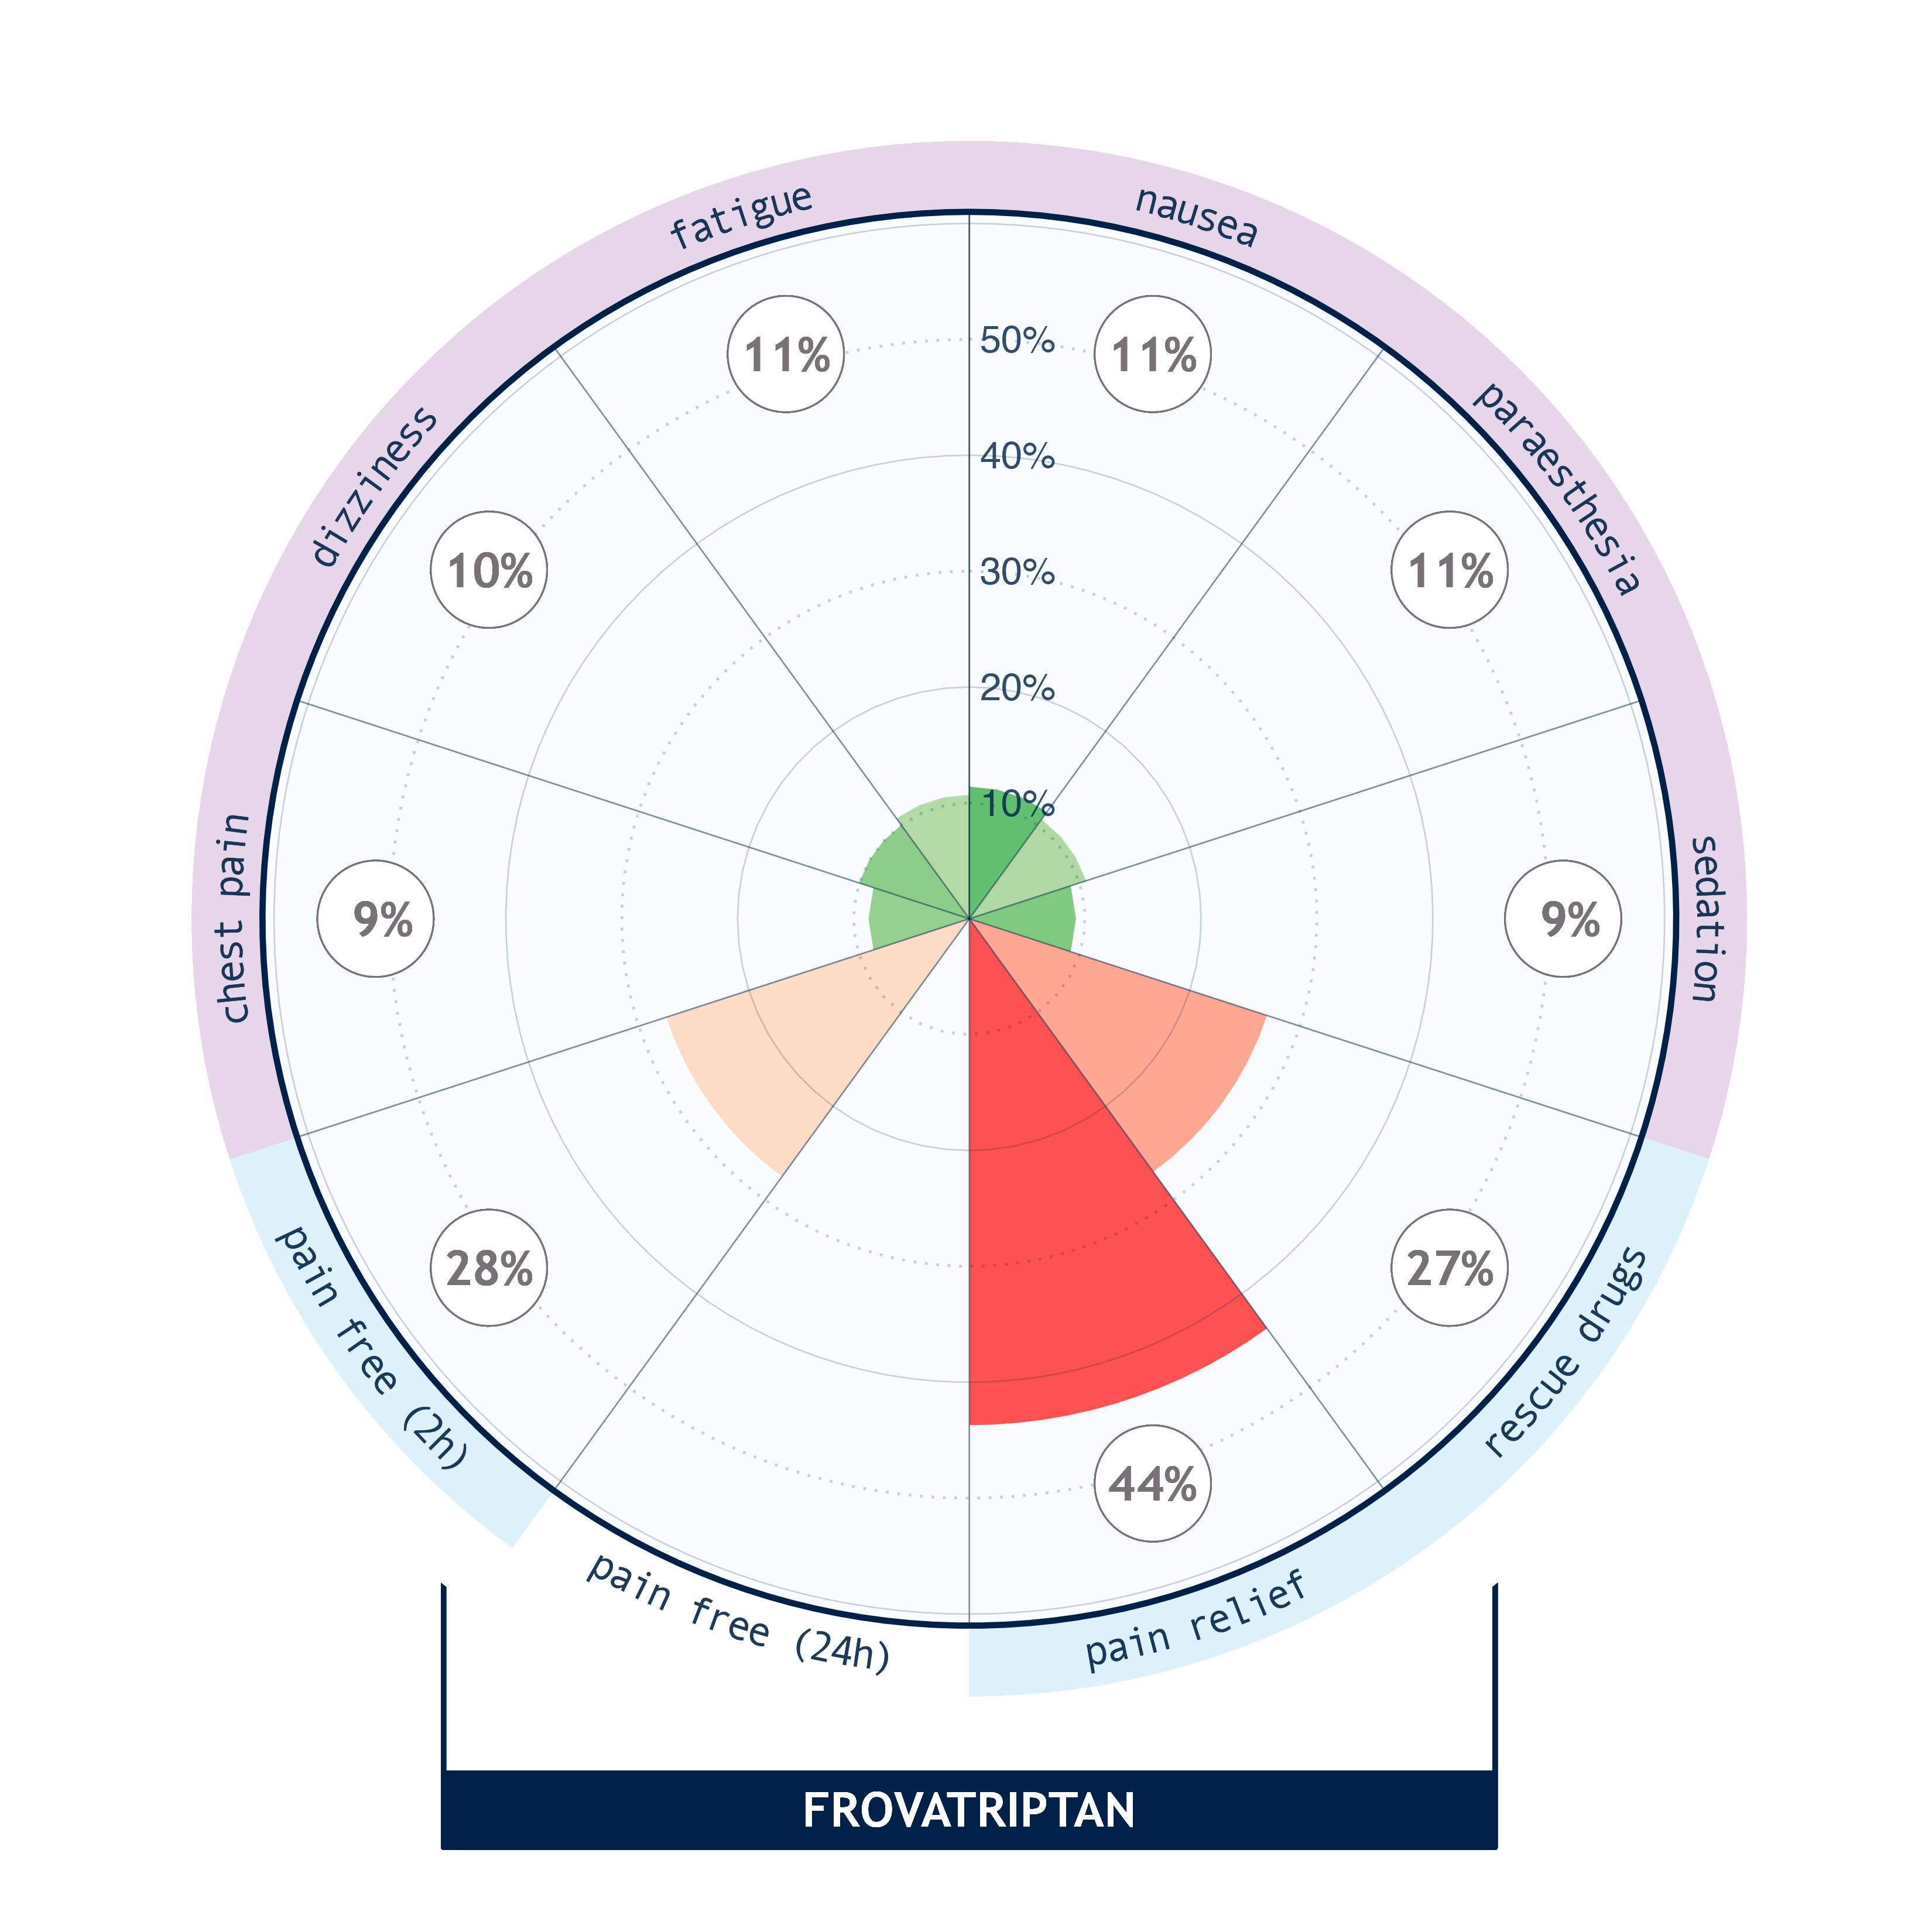 fatigue
nausea
11%
50%
11%
dizziness
paraesthesia
40%
10%
30%
11%
20%
10%
chest pain
9%
9%
sedation
28%
27%
pain free (2h)
rescue drugs
44%
pain free (24h)
pain relief
FROVATRIPTAN